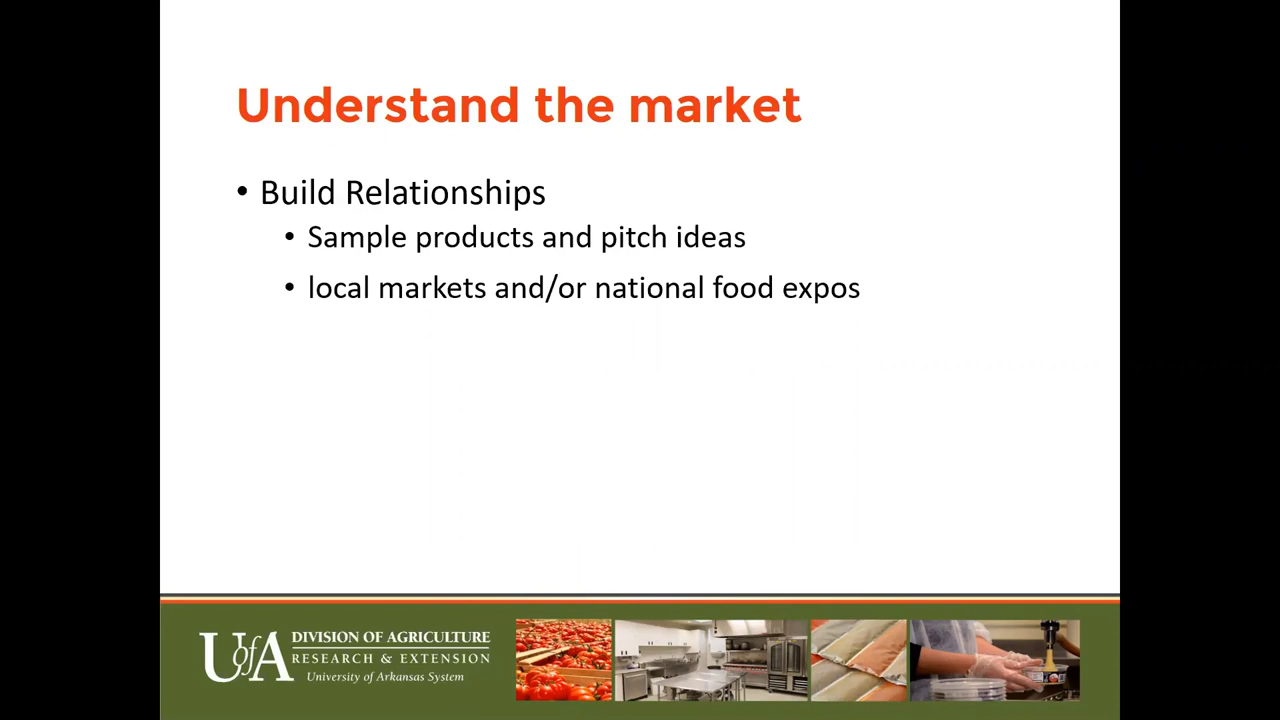 Understand the market
• Build Relationships
• Sample products and pitch ideas
• local markets and/or national food expos
UofA DIVISION OF AGRICULTURE
RESEARCH & EXTENSION
University of Arkansas System